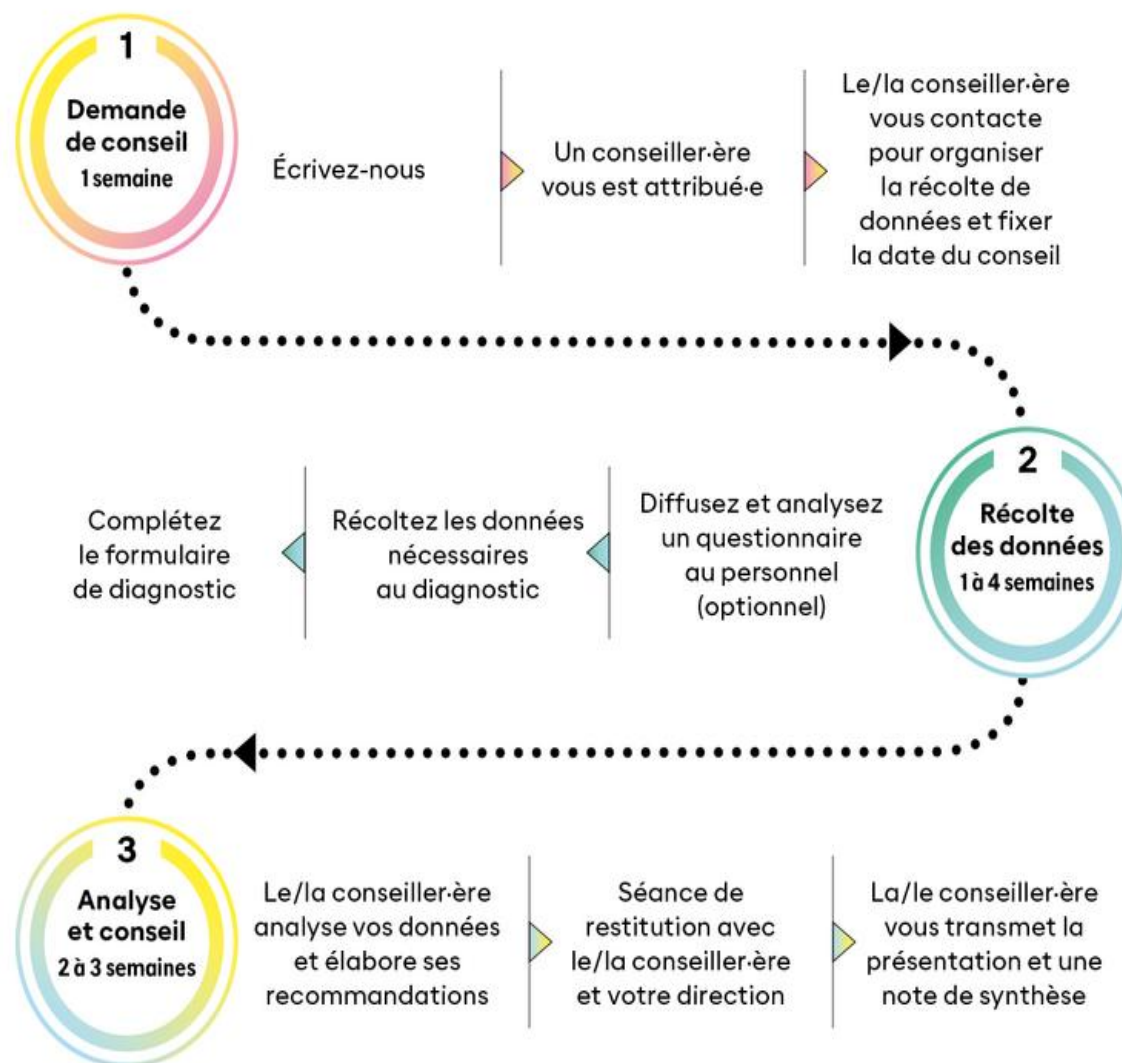 1
Demande
de conseil
1 semaine
Écrivez-nous
Un conseiller·ère
vous est attribué·e
Le/la conseiller·ère
vous contacte
pour organiser
la récolte de
données et fixer
la date du conseil
2
Récolte
des données
1 à 4 semaines
Diffusez et analysez
un questionnaire
au personnel
(optionnel)
Récoltez les données
nécessaires
au diagnostic
Complétez
le formulaire
de diagnostic
3
Analyse
et conseil
2 à 3 semaines
Le/la conseiller·ère
analyse vos données
et élabore ses
recommandations
Séance de
restitution avec
le/la conseiller·ère
et votre direction
La/le conseiller·ère
vous transmet la
présentation et une
note de synthèse